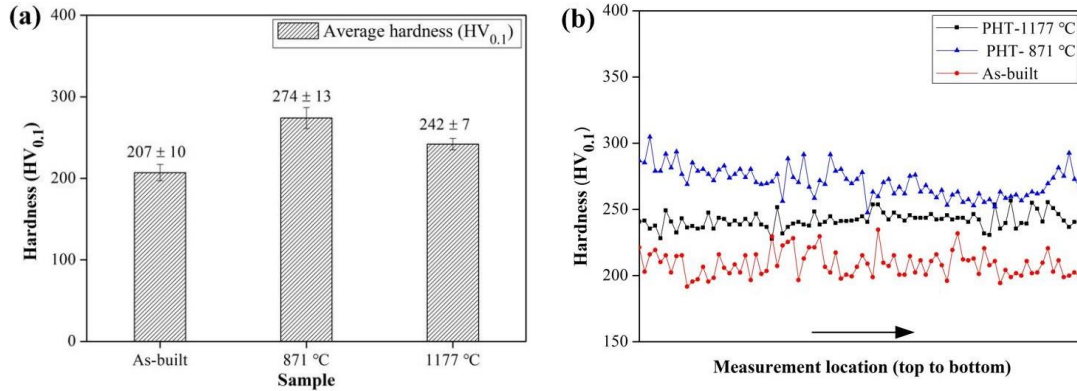 (a)
400
300
200
100
0
Hardness (HV0.1)
Average hardness (HV0.1)
207 ± 10
274 ± 13
242 ± 7
As-built
871 °C
1177 °C
Sample
(b)
400
350
300
250
200
150
Hardness (HV0.1)
PHT-1177 °C
PHT- 871 °C
As-built
Measurement location (top to bottom)